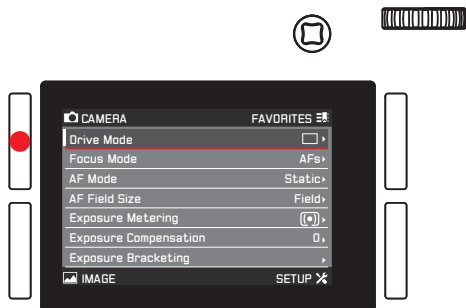 CAMERA FAVORITES
Drive Mode
Focus Mode AFs
AF Mode Static
AF Field Size Field
Exposure Metering
Exposure Compensation 0
Exposure Bracketing
IMAGE SETUP